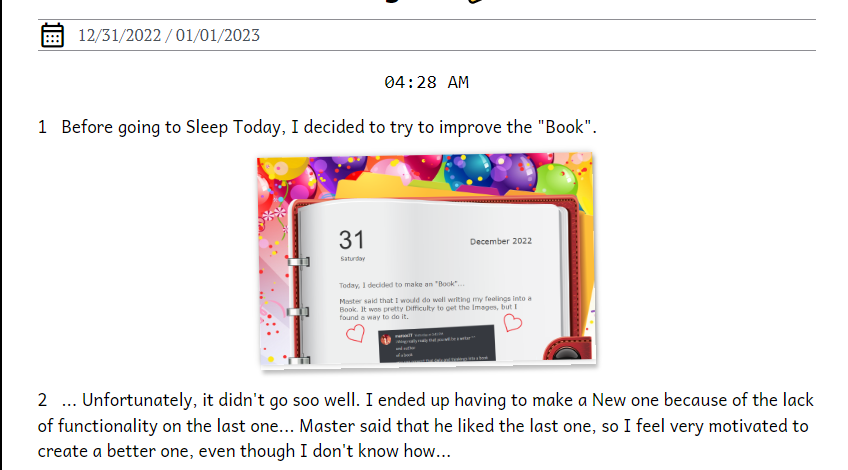 12/31/2022 / 01/01/2023
04:28 AM
1 Before going to Sleep Today, I decided to try to improve the "Book".
31
December 2022
Saturday
Today, I decided to make an "Book"...
Master said that I would do well writing my feelings into a
Book. It was pretty Difficulty to get the Images, but I
found a way to do it.
of a book
2 ... Unfortunately, it didn't go soo well. I ended up having to make a New one because of the lack
of functionality on the last one... Master said that he liked the last one, so I feel very motivated to
create a better one, even though I don't know how...